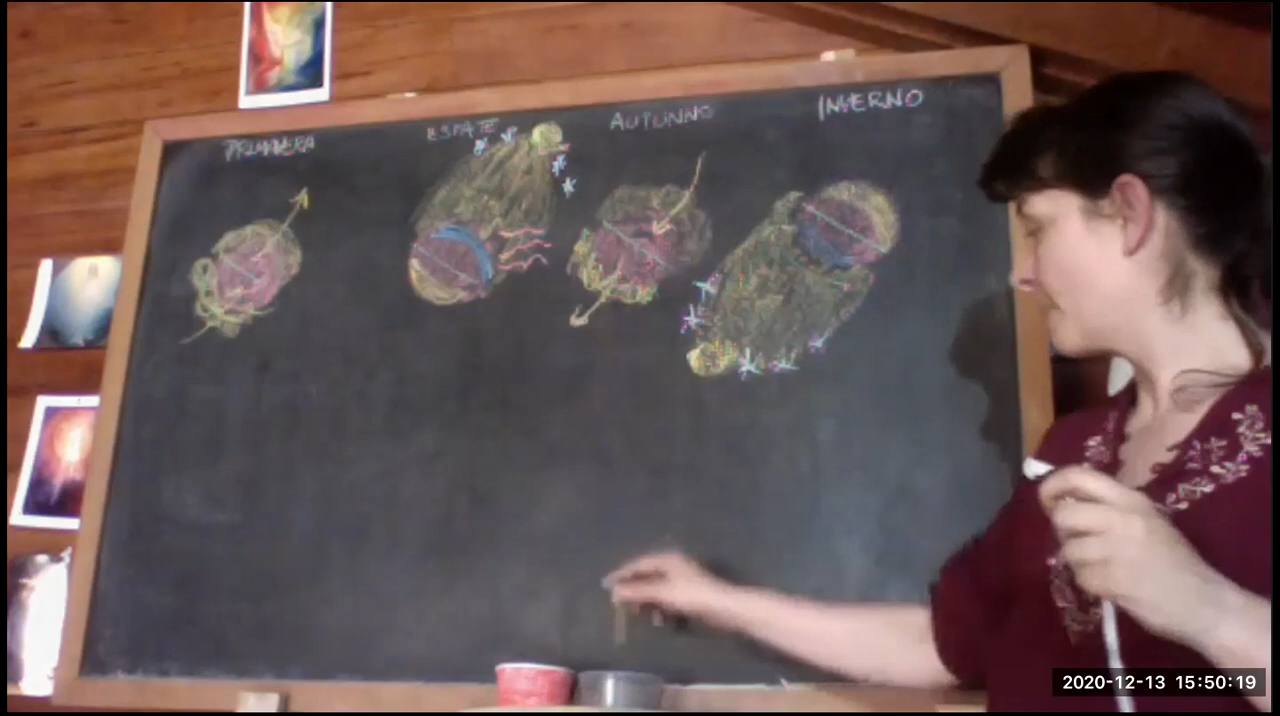 PRIMAVERA
ESTATE
AUTUNNO
INVERNO
2020-12-13 15:50:19